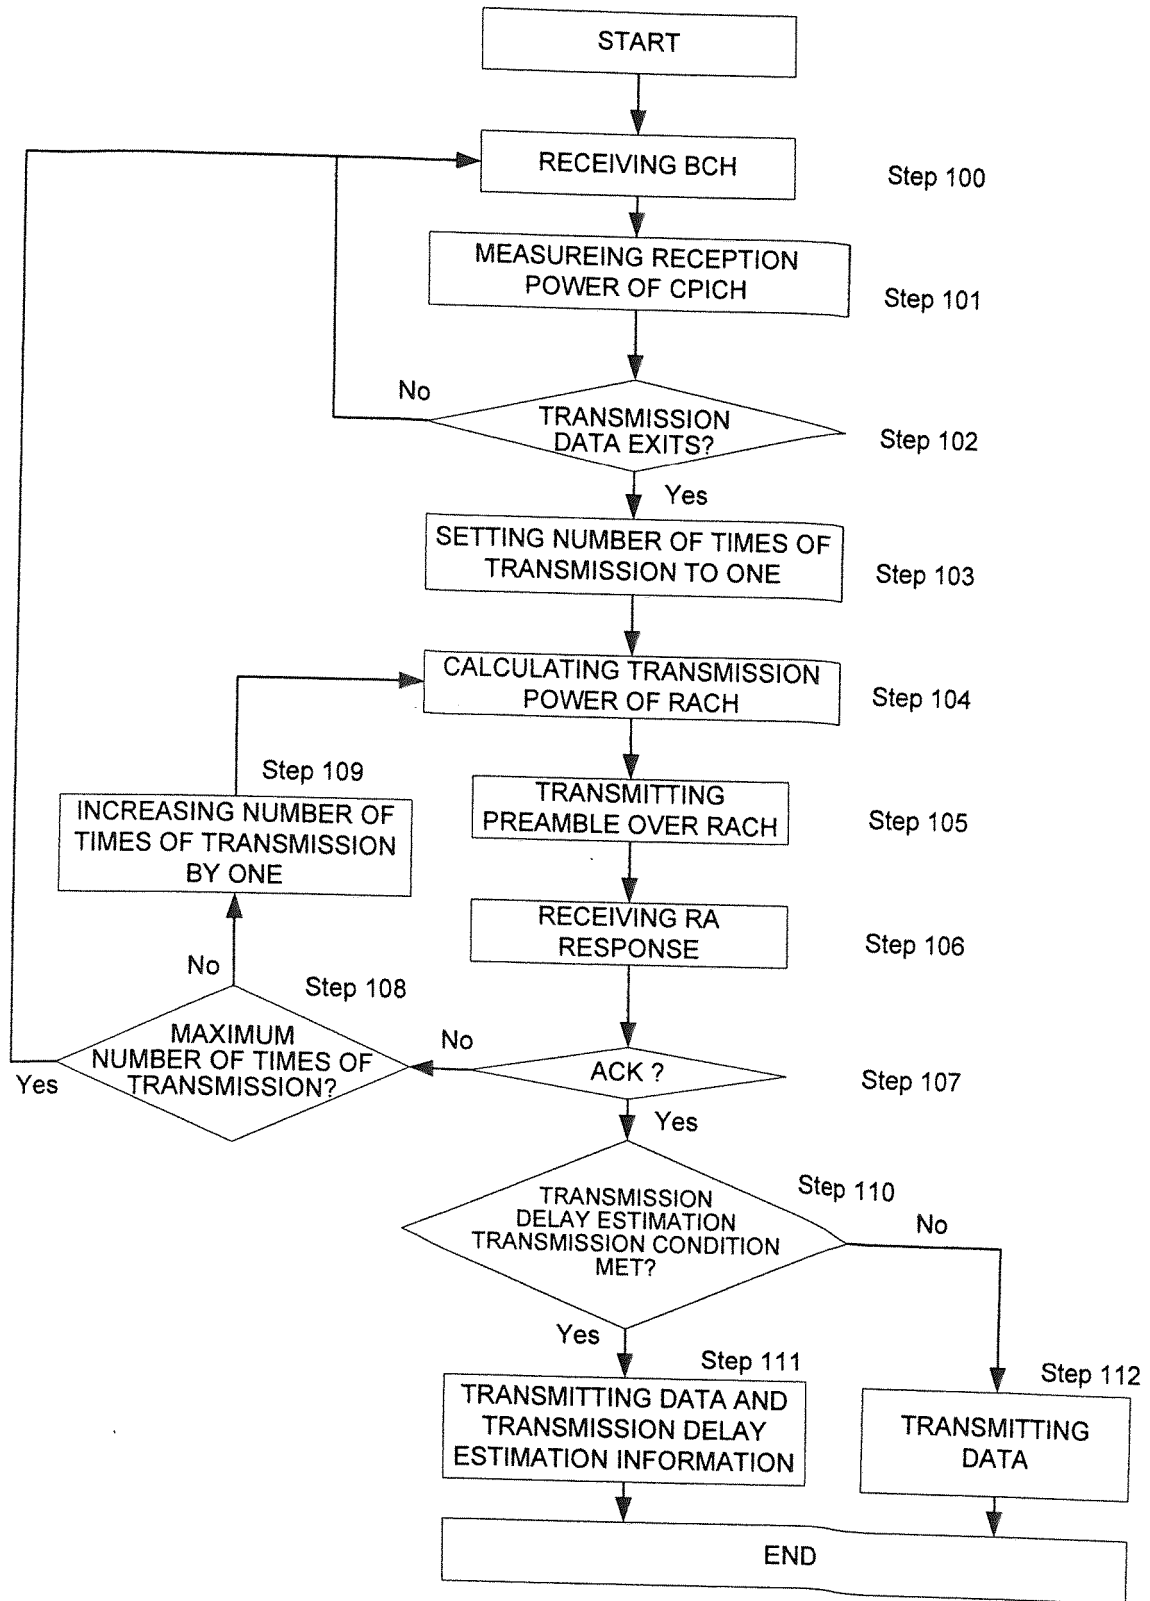 START
RECEIVING BCH
Step 100
MEASUREING RECEPTION
POWER OF CPICH
Step 101
No
TRANSMISSION
DATA EXITS?
Step 102
Yes
SETTING NUMBER OF TIMES OF
TRANSMISSION TO ONE
Step 103
CALCULATING TRANSMISSION
POWER OF RACH
Step 104
Step 109
INCREASING NUMBER OF
TIMES OF TRANSMISSION
BY ONE
TRANSMITTING
PREAMBLE OVER RACH
Step 105
RECEIVING RA
RESPONSE
Step 106
No
Step 108
MAXIMUM
NUMBER OF TIMES OF
TRANSMISSION?
Yes
No
ACK ?
Step 107
Yes
Step 110
TRANSMISSION
DELAY ESTIMATION
TRANSMISSION CONDITION
MET?
No
Yes
Step 111
TRANSMITTING DATA AND
TRANSMISSION DELAY
ESTIMATION INFORMATION
Step 112
TRANSMITTING
DATA
END